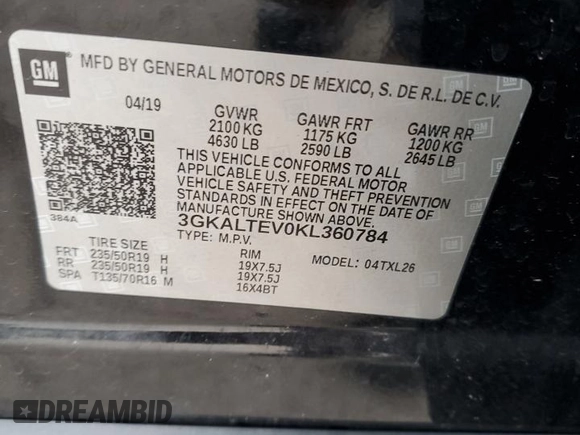 GM
MFD BY GENERAL MOTORS DE MEXICO, S. DE R.L. DE C.V.
04/19 GVWR GAWR FRT GAWR RR
2100 KG 1175 KG 1200 KG
4630 LB 2590 LB 2645 LB
THIS VEHICLE CONFORMS TO ALL
APPLICABLE U.S. FEDERAL MOTOR
VEHICLE SAFETY AND THEFT PREVENTION
STANDARDS IN EFFECT ON THE DATE OF
MANUFACTURE SHOWN ABOVE.
384A
3GKALTEV0KL360784
TYPE: M.P.V.
MODEL: 04TXL26
TIRE SIZE RIM
FRT 235/50R19 H 19X7.5J
RR 235/50R19 H 19X7.5J
SPA T135/70R16 M 16X4BT
DREAMBID